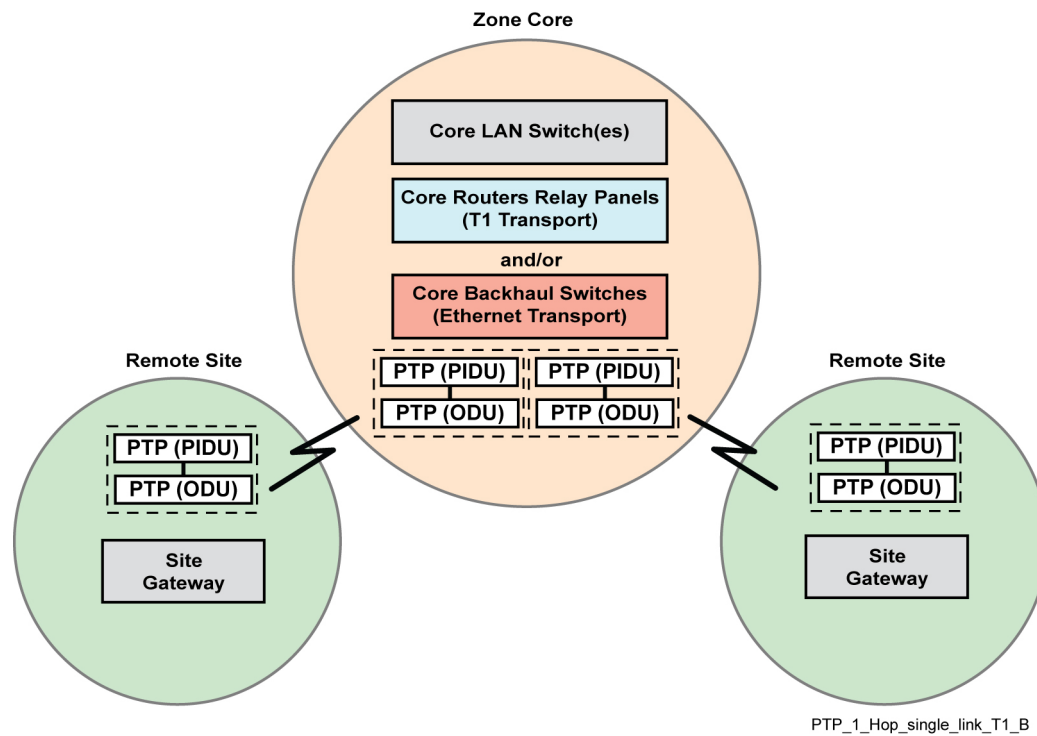 Zone Core
Core LAN Switch(es)
Core Routers Relay Panels
(T1 Transport)
and/or
Core Backhaul Switches
(Ethernet Transport)
PTP (PIDU)
PTP (ODU)
PTP (PIDU)
PTP (ODU)
Remote Site
PTP (PIDU)
PTP (ODU)
Site
Gateway
Remote Site
PTP (PIDU)
PTP (ODU)
Site
Gateway
PTP_1_Hop_single_link_T1_B